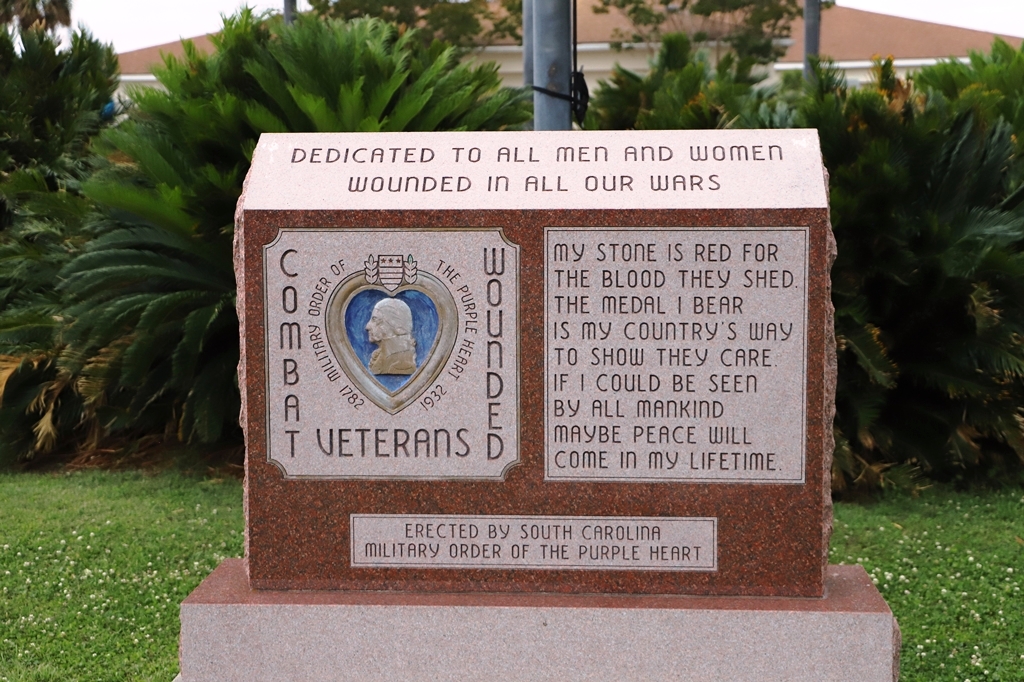 DEDICATED TO ALL MEN AND WOMEN
WOUNDED IN ALL OUR WARS
COMBAT
WOUNDED
VETERANS
MILITARY ORDER OF
THE PURPLE HEART
1782
1932
MY STONE IS RED FOR
THE BLOOD THEY SHED.
THE MEDAL I BEAR
IS MY COUNTRY'S WAY
TO SHOW THEY CARE.
IF I COULD BE SEEN
BY ALL MANKIND
MAYBE PEACE WILL
COME IN MY LIFETIME.
ERECTED BY SOUTH CAROLINA
MILITARY ORDER OF THE PURPLE HEART